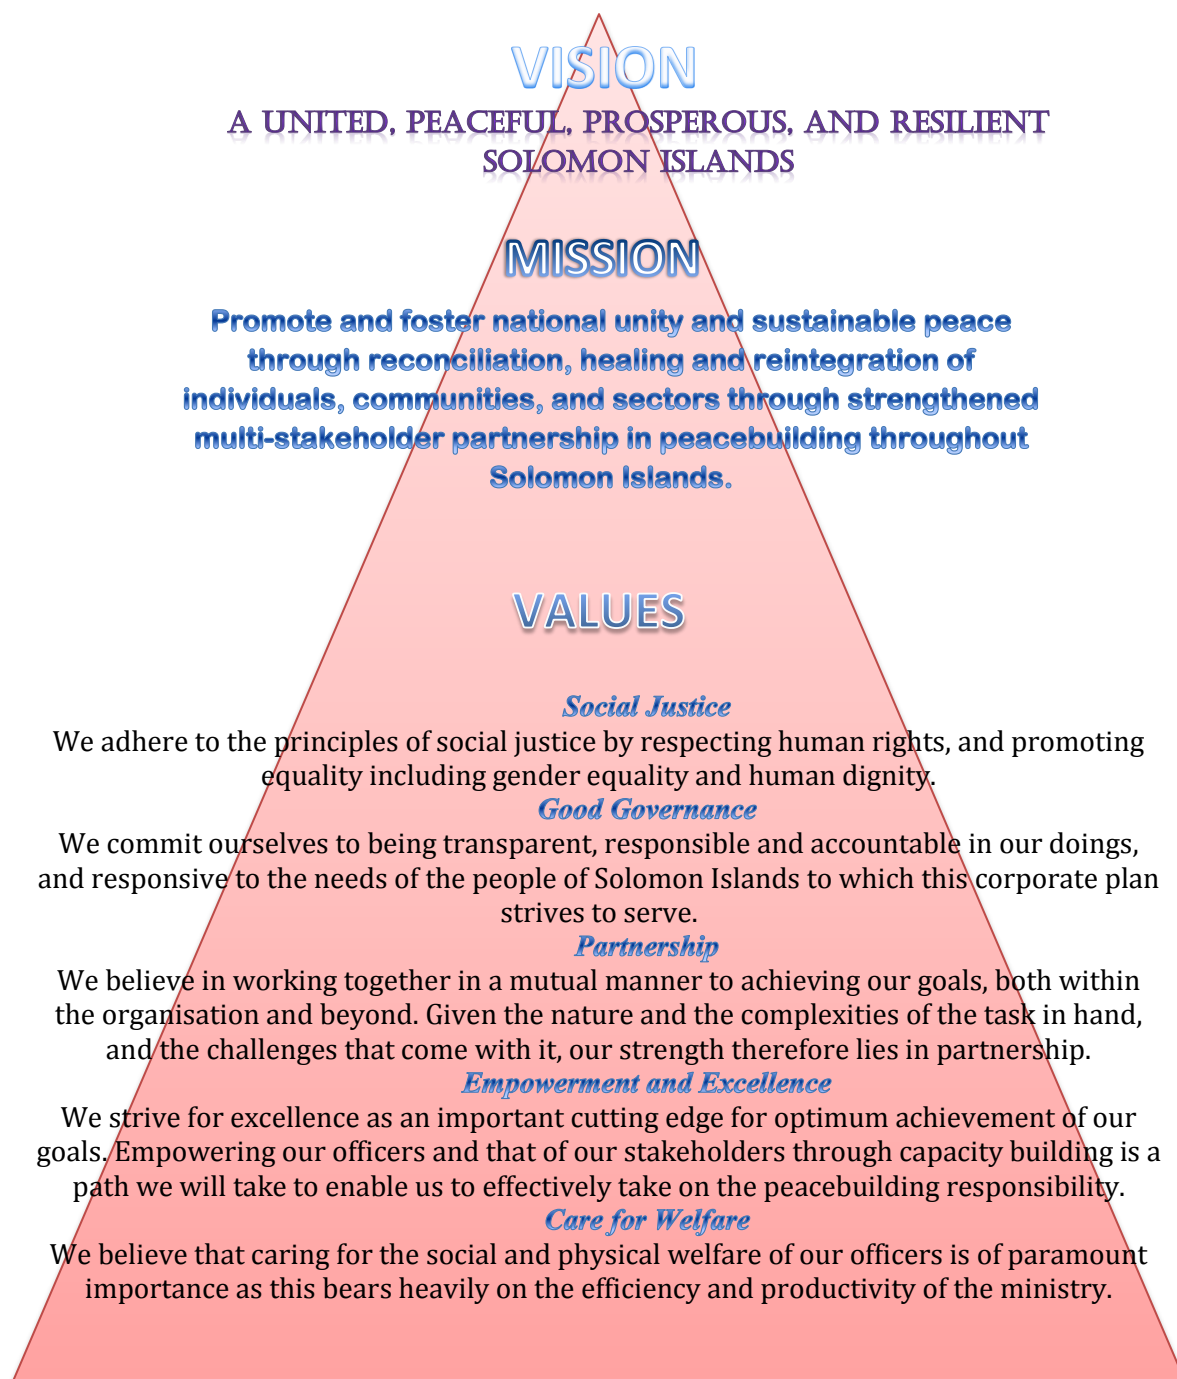 VISION
A UNITED, PEACEFUL, PROSPEROUS, AND RESILIENT
SOLOMON ISLANDS
MISSION
Promote and foster national unity and sustainable peace
through reconciliation, healing and reintegration of
individuals, communities, and sectors through strengthened
multi-stakeholder partnership in peacebuilding throughout
Solomon Islands.
VALUES
Social Justice
We adhere to the principles of social justice by respecting human rights, and promoting
equality including gender equality and human dignity.
Good Governance
We commit ourselves to being transparent, responsible and accountable in our doings,
and responsive to the needs of the people of Solomon Islands to which this corporate plan
strives to serve.
Partnership
We believe in working together in a mutual manner to achieving our goals, both within
the organisation and beyond. Given the nature and the complexities of the task in hand,
and the challenges that come with it, our strength therefore lies in partnership.
Empowerment and Excellence
We strive for excellence as an important cutting edge for optimum achievement of our
goals. Empowering our officers and that of our stakeholders through capacity building is a
path we will take to enable us to effectively take on the peacebuilding responsibility.
Care for Welfare
We believe that caring for the social and physical welfare of our officers is of paramount
importance as this bears heavily on the efficiency and productivity of the ministry.